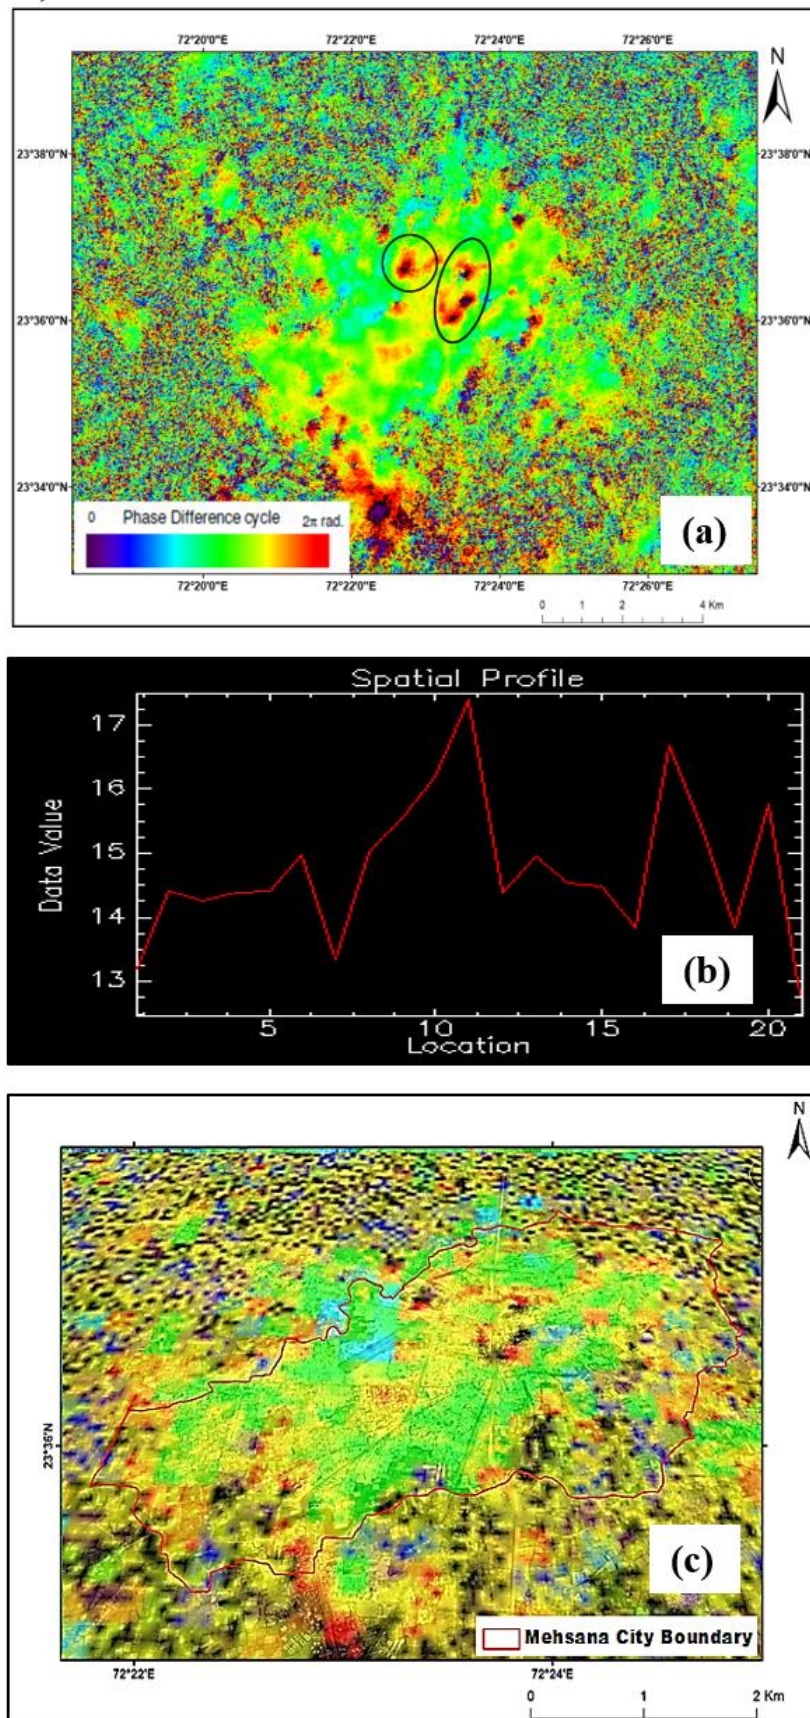 72°20'0"E 72°22'0"E 72°24'0"E 72°26'0"E
N
23°38'0"N 23°38'0"N
23°36'0"N 23°36'0"N
23°34'0"N 23°34'0"N
0 Phase Difference cycle 2π rad.
(a)
72°20'0"E 72°22'0"E 72°24'0"E 72°26'0"E
0 1 2 4 Km
Spatial Profile
17
16
15
14
13
Data Value
(b)
5 10 15 20
Location
N
23°36'N
(c)
Mehsana City Boundary
72°22'E 72°24'E
0 1 2 Km